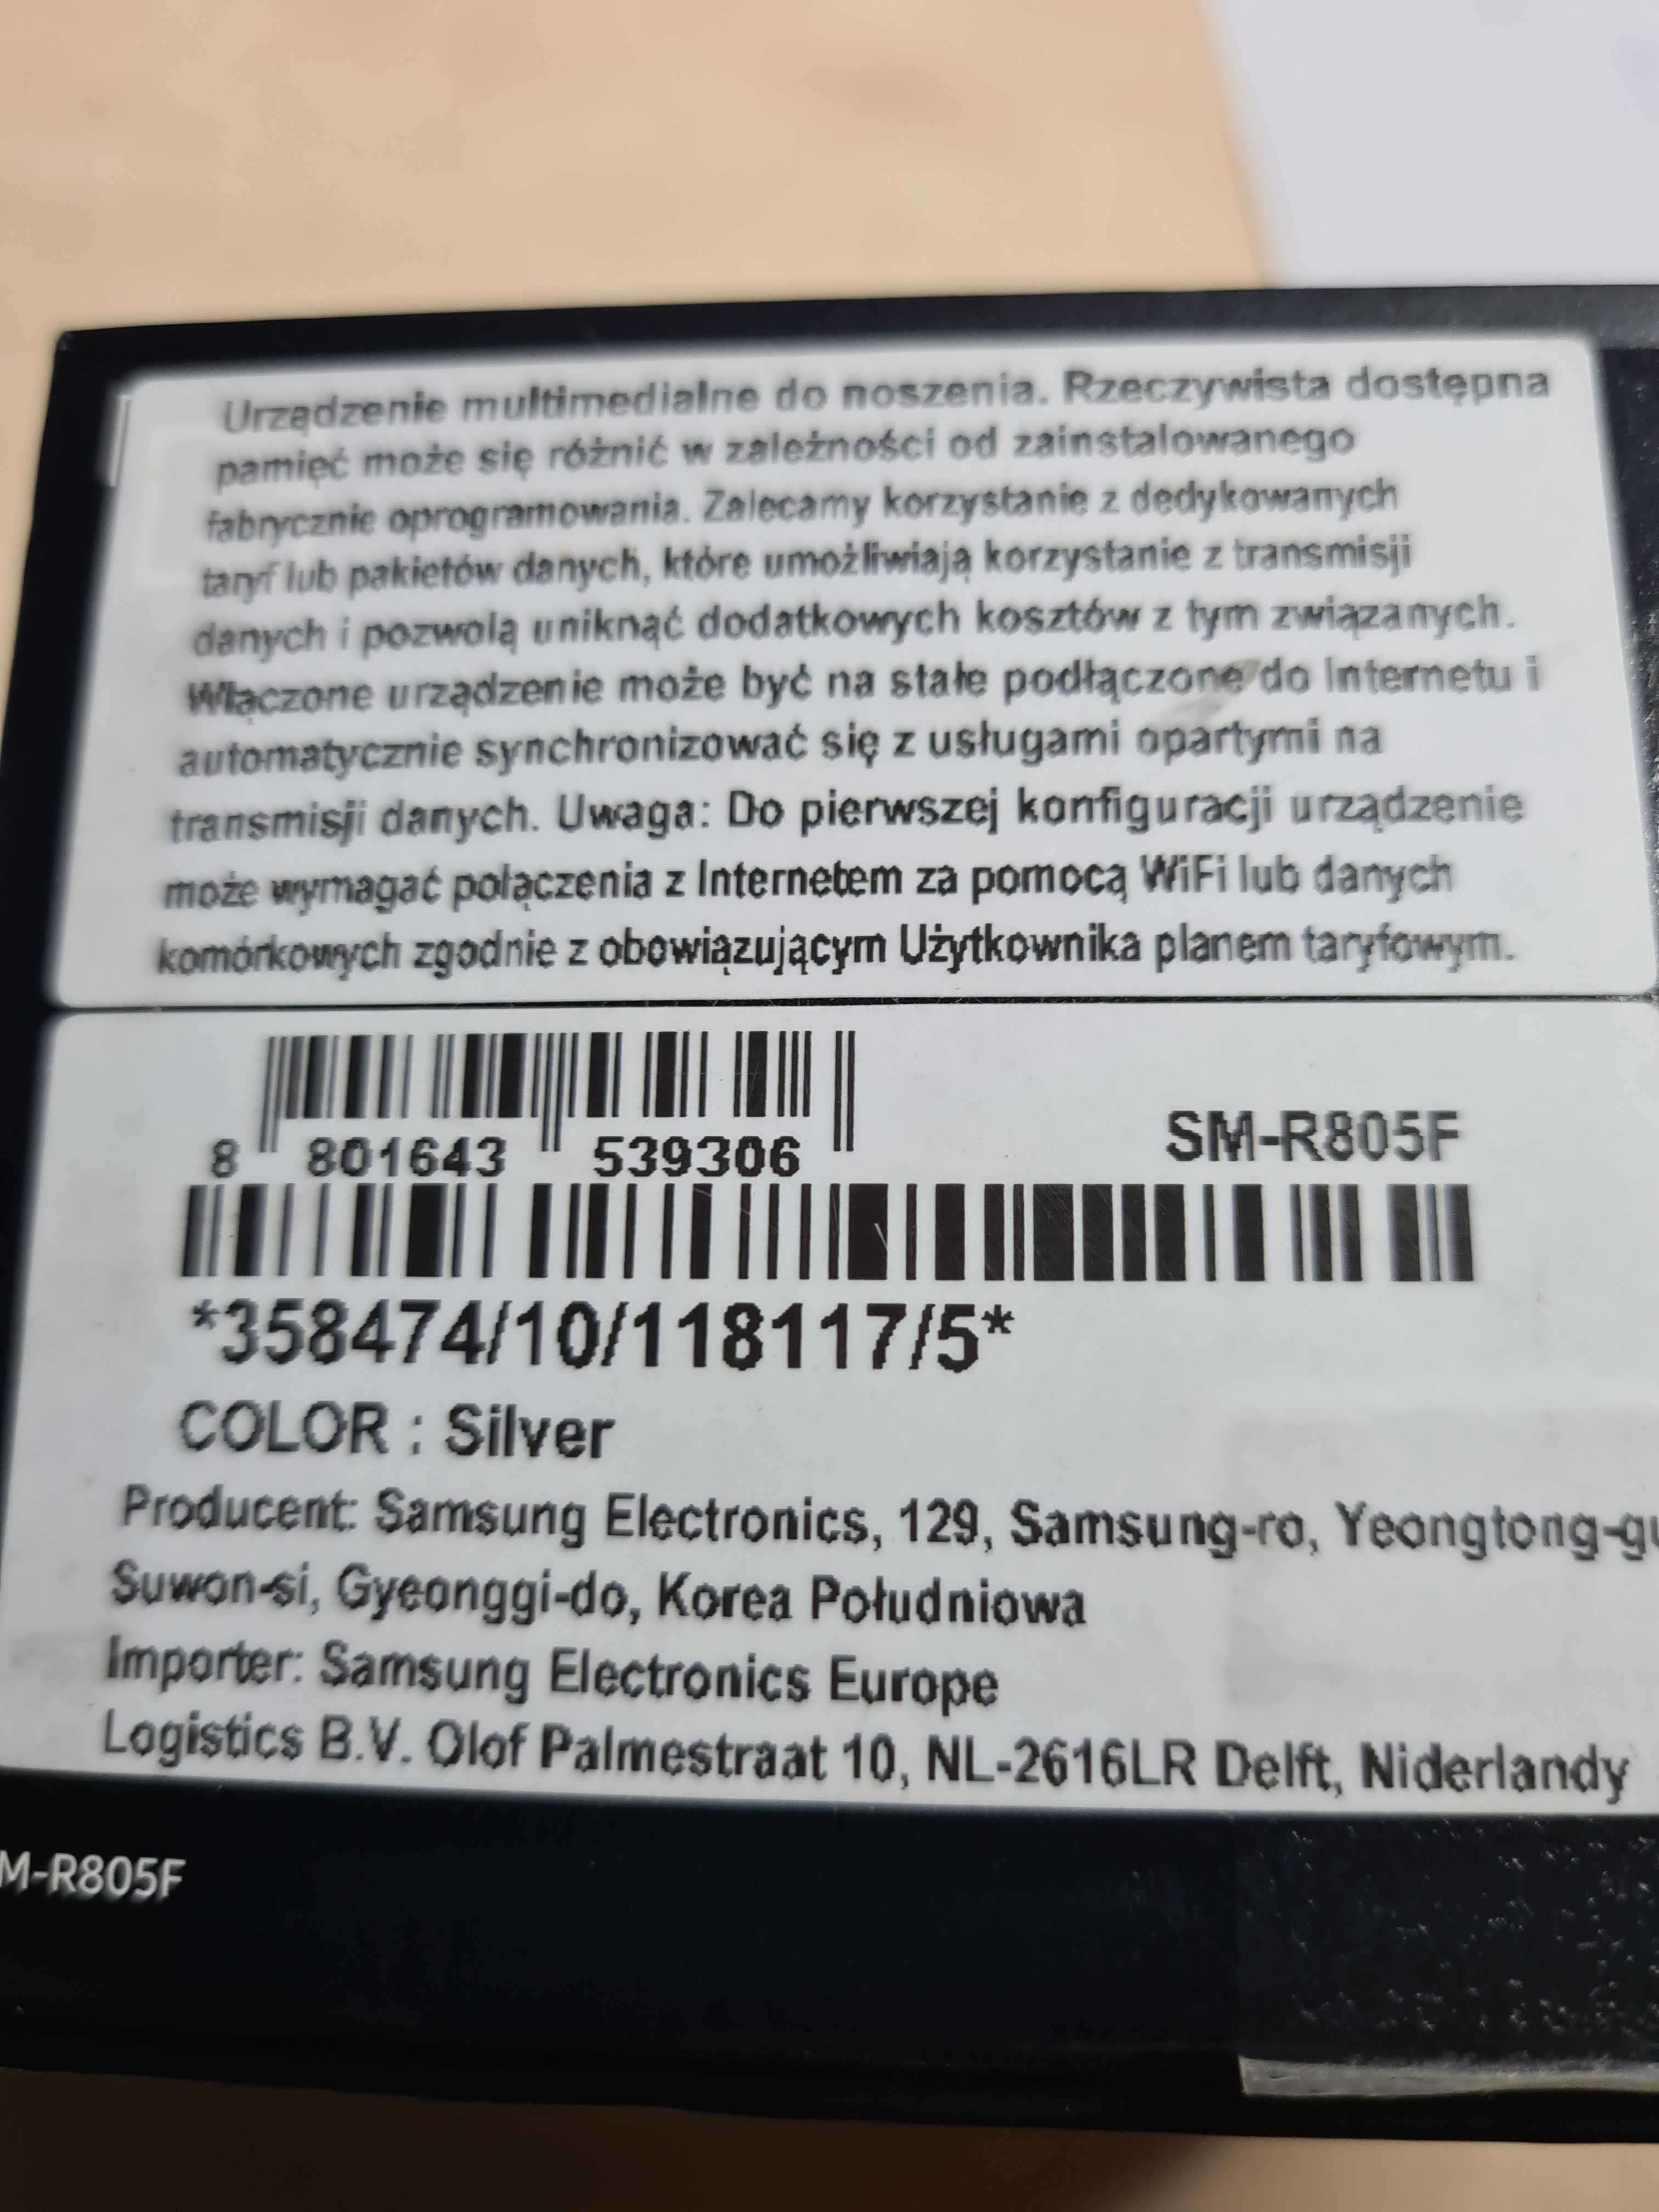 Urządzenie multimedialne do noszenia. Rzeczywista dostępna
pamięć może się różnić w zależności od zainstalowanego
fabrycznie oprogramowania. Zalecamy korzystanie z dedykowanych
taryf lub pakietów danych, które umożliwiają korzystanie z transmisji
danych i pozwolą uniknąć dodatkowych kosztów z tym związanych.
Włączone urządzenie może być na stałe podłączone do Internetu i
automatycznie synchronizować się z usługami opartymi na
transmisji danych. Uwaga: Do pierwszej konfiguracji urządzenie
może wymagać połączenia z Internetem za pomocą WiFi lub danych
komórkowych zgodnie z obowiązującym Użytkownika planem taryfowym.
8 801643 539306
SM-R805F
*358474/10/118117/5*
COLOR : Silver
Producent: Samsung Electronics, 129, Samsung-ro, Yeongtong-gu
Suwon-si, Gyeonggi-do, Korea Południowa
Importer: Samsung Electronics Europe
Logistics B.V. Olof Palmestraat 10, NL-2616LR Delft, Niderlandy
M-R805F